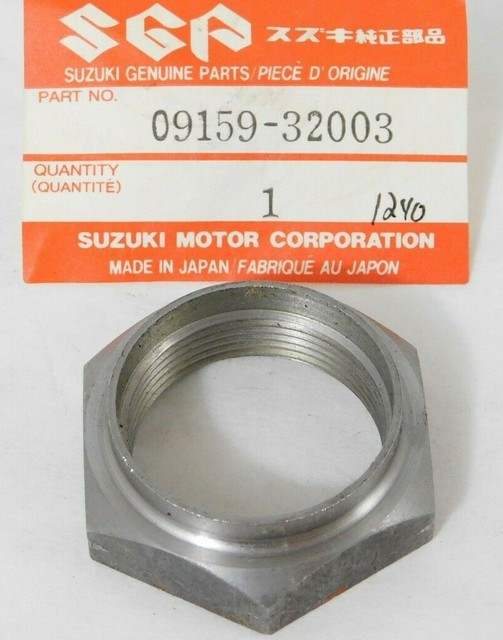 SGP スズキ純正部品
SUZUKI GENUINE PARTS/PIECÈ D'ORIGINE
PART NO.
09159-32003
QUANTITY
(QUANTITÉ)
1 1240
SUZUKI MOTOR CORPORATION
MADE IN JAPAN/FABRIQUÉ AU JAPON